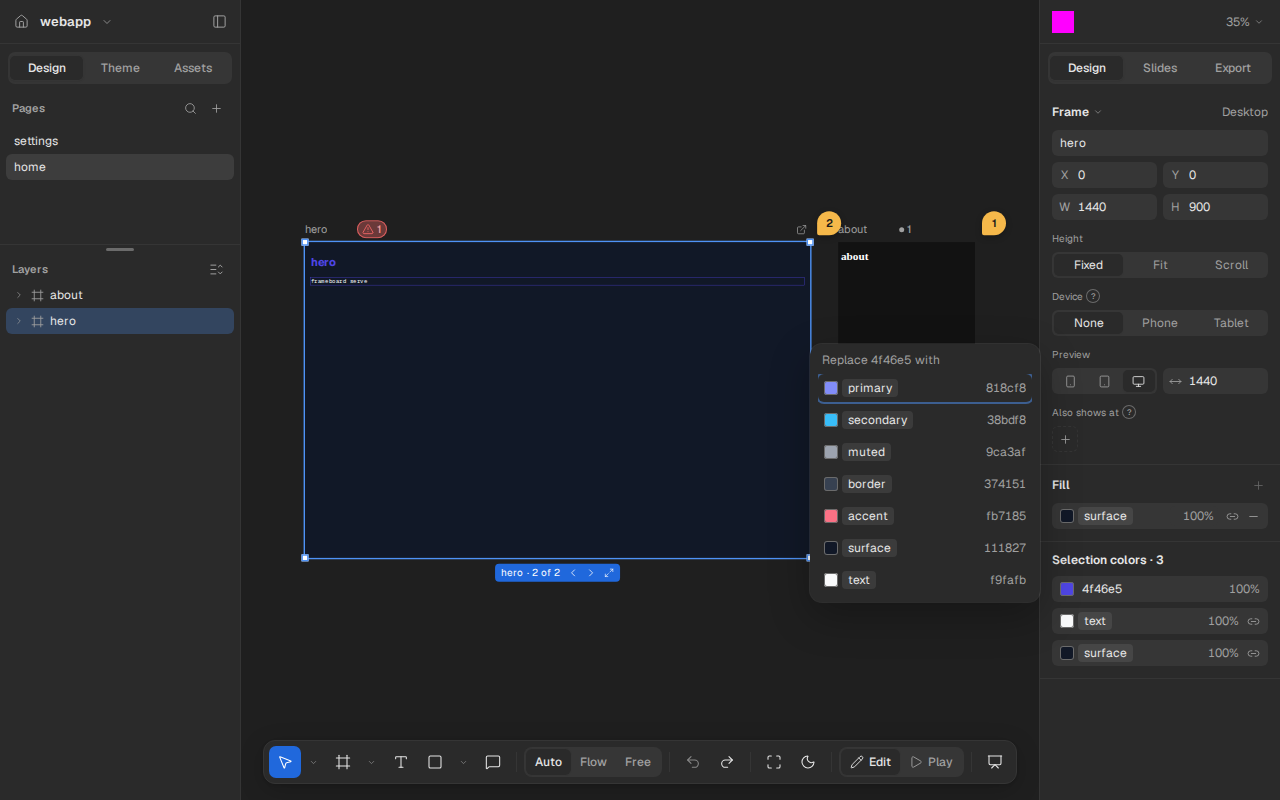 webapp
35%
Design Theme Assets
Design Slides Export
Pages
settings
home
Layers
about
hero
hero
1
2
about
1
1
hero
frameboard serve
about
hero · 2 of 2
Replace 4f46e5 with
primary 818cf8
secondary 38bdf8
muted 9ca3af
border 374151
accent fb7185
surface 111827
text f9fafb
Frame Desktop
hero
X 0 Y 0
W 1440 H 900
Height
Fixed Fit Scroll
Device ?
None Phone Tablet
Preview
1440
Also shows at ?
Fill
surface 100%
Selection colors · 3
4f46e5 100%
text 100%
surface 100%
Auto Flow Free
Edit Play